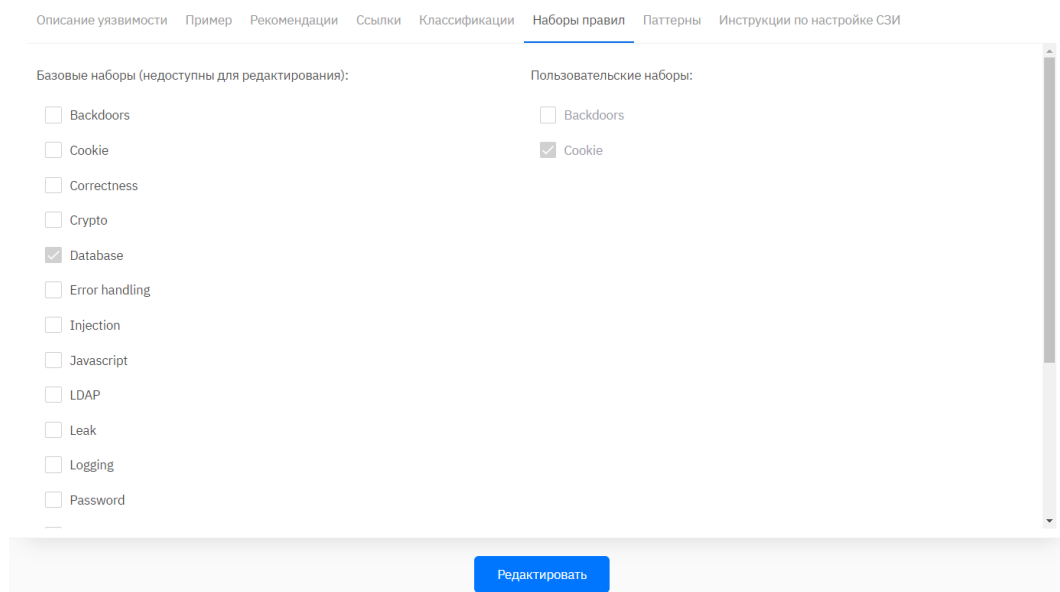 Описание уязвимости Пример Рекомендации Ссылки Классификации Наборы правил Паттерны Инструкции по настройке СЗИ
Базовые наборы (недоступны для редактирования):
Backdoors
Cookie
Correctness
Crypto
Database
Error handling
Injection
Javascript
LDAP
Leak
Logging
Password
Пользовательские наборы:
Backdoors
Cookie
Редактировать